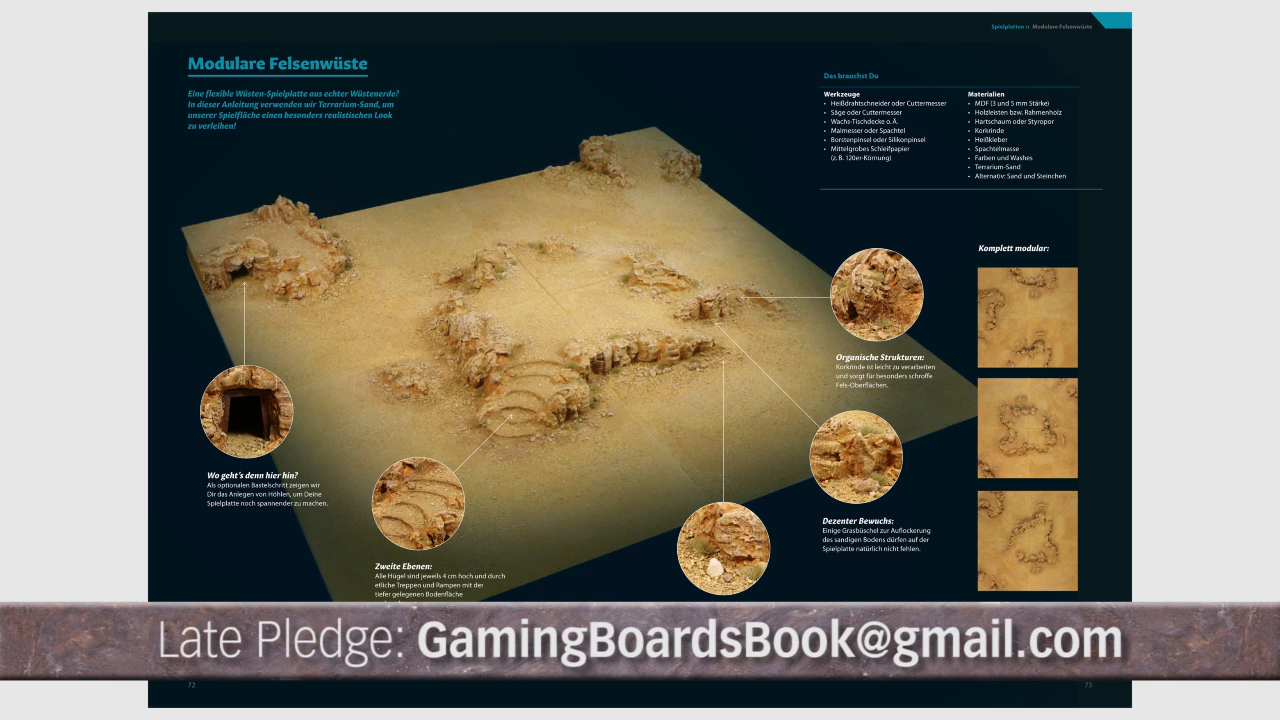 Spielplatten » Modulare Felsenwüste
Modulare Felsenwüste
Eine flexible Wüsten-Spielplatte aus echter Wüstenerde?
In dieser Anleitung verwenden wir Terrarium-Sand, um
unserer Spielfläche einen besonders realistischen Look
zu verleihen!
Das brauchst Du
Werkzeuge
• Heißdrahtschneider oder Cuttermesser
• Säge oder Cuttermesser
• Wachs-Tischdecke o. Ä.
• Malmesser oder Spachtel
• Borstenpinsel oder Silikonpinsel
• Mittelgrobes Schleifpapier
(z. B. 120er-Körnung)
Materialien
• MDF (3 und 5 mm Stärke)
• Holzleisten bzw. Rahmenholz
• Hartschaum oder Styropor
• Korkrinde
• Heißkleber
• Spachtelmasse
• Farben und Washes
• Terrarium-Sand
• Alternativ: Sand und Steinchen
Komplett modular:
Organische Strukturen:
Korkrinde ist leicht zu verarbeiten
und sorgt für besonders schroffe
Fels-Oberflächen.
Wo geht's denn hier hin?
Als optionalen Bastelschritt zeigen wir
Dir das Anlegen von Höhlen, um Deine
Spielplatte noch spannender zu machen.
Dezenter Bewuchs:
Einige Grasbüschel zur Auflockerung
des sandigen Bodens dürfen auf der
Spielplatte natürlich nicht fehlen.
Zweite Ebenen:
Alle Hügel sind jeweils 4 cm hoch und durch
etliche Treppen und Rampen mit der
tiefer gelegenen Bodenfläche
Late Pledge: GamingBoardsBook@gmail.com
72
73